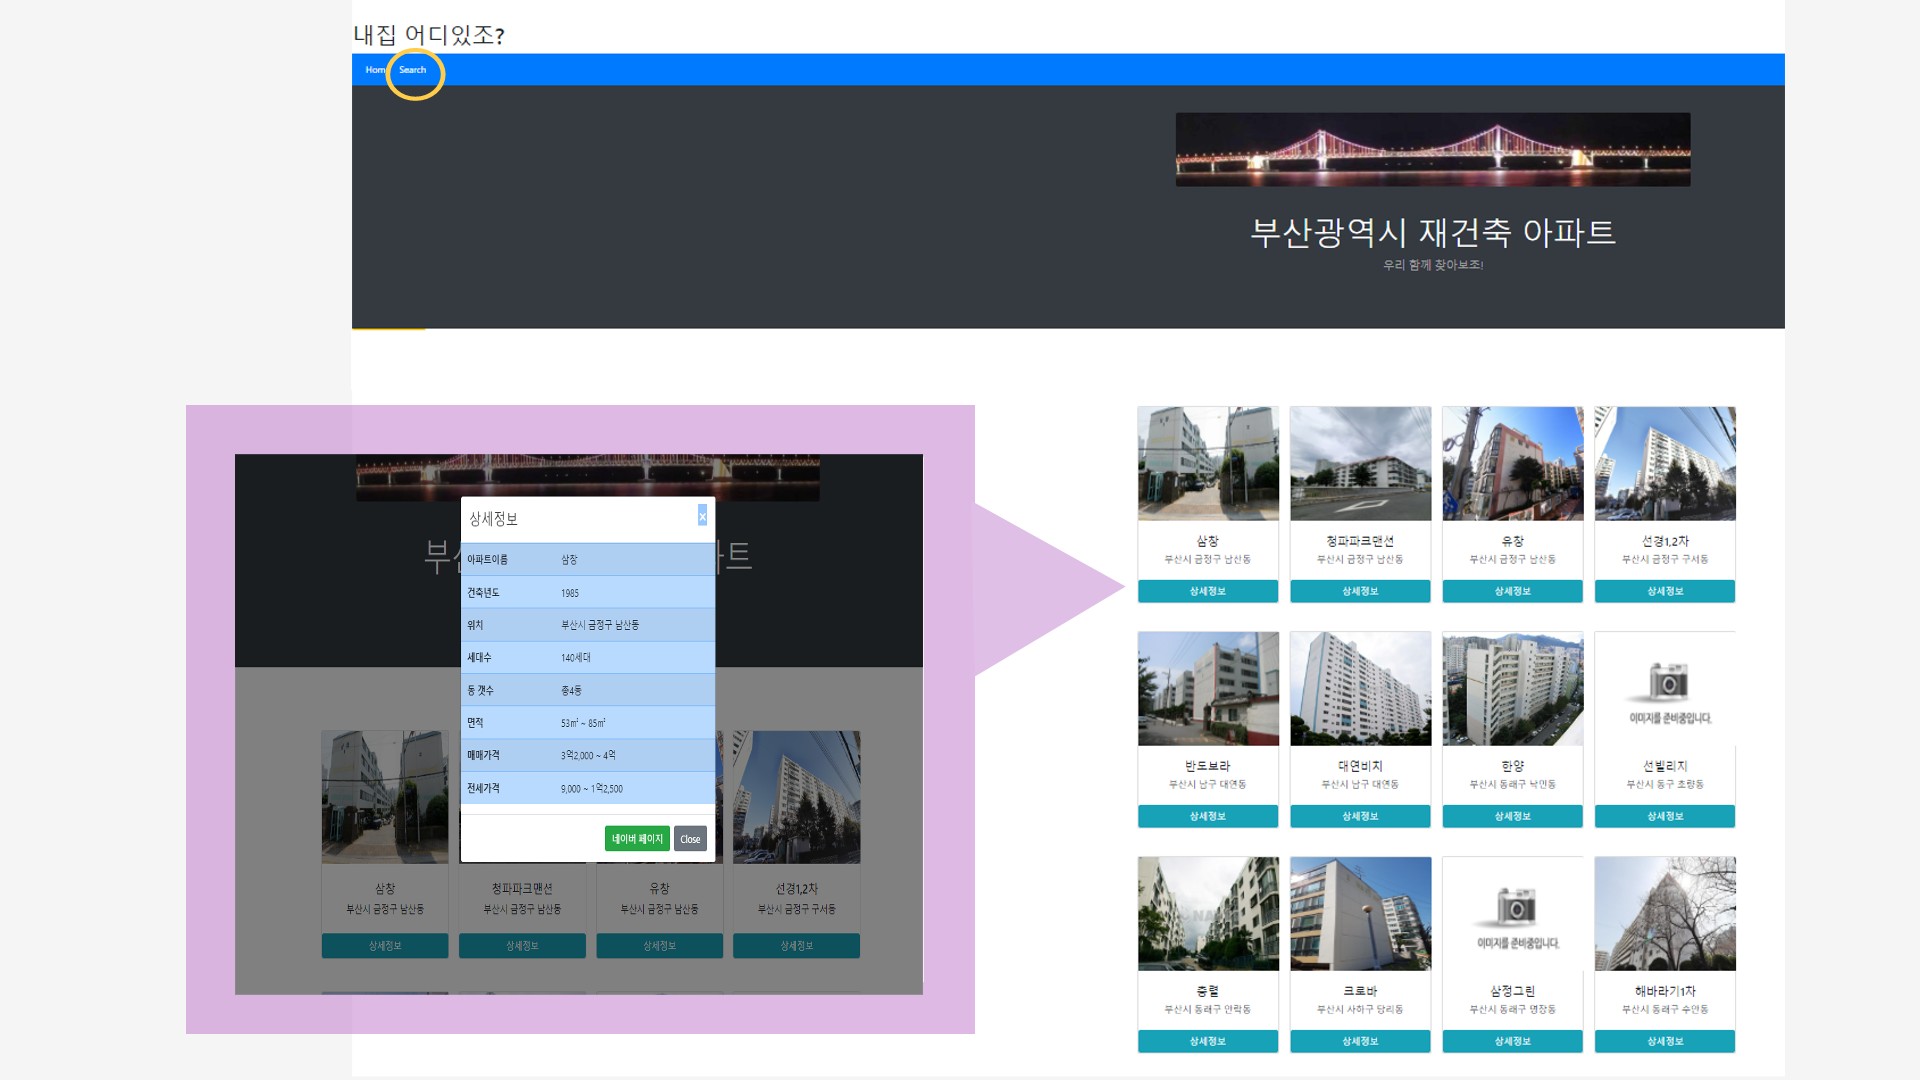 내집 어디있조?
Hom
Search
부산광역시 재건축 아파트
우리 함께 찾아보조!
삼창
부산시 금정구 남산동
상세정보
청파파크맨션
부산시 금정구 남산동
상세정보
유창
부산시 금정구 남산동
상세정보
선경1,2차
부산시 금정구 구서동
상세정보
반도보라
부산시 남구 대연동
상세정보
대연비치
부산시 남구 대연동
상세정보
한양
부산시 동래구 낙민동
상세정보
이미지를 준비중입니다.
선빌리지
부산시 동구 초량동
상세정보
충렬
부산시 동래구 안락동
상세정보
크로바
부산시 사하구 당리동
상세정보
이미지를 준비중입니다.
삼정그린
부산시 동래구 명장동
상세정보
해바라기1차
부산시 동래구 수안동
상세정보
부
트
상세정보
x
아파트이름 삼창
건축년도 1985
위치 부산시 금정구 남산동
세대수 140세대
동 갯수 총4동
면적 53㎡ ~ 85㎡
매매가격 3억2,000 ~ 4억
전세가격 9,000 ~ 1억2,500
네이버 페이지
Close
삼창
부산시 금정구 남산동
상세정보
청파파크맨션
부산시 금정구 남산동
상세정보
유창
부산시 금정구 남산동
상세정보
선경1,2차
부산시 금정구 구서동
상세정보